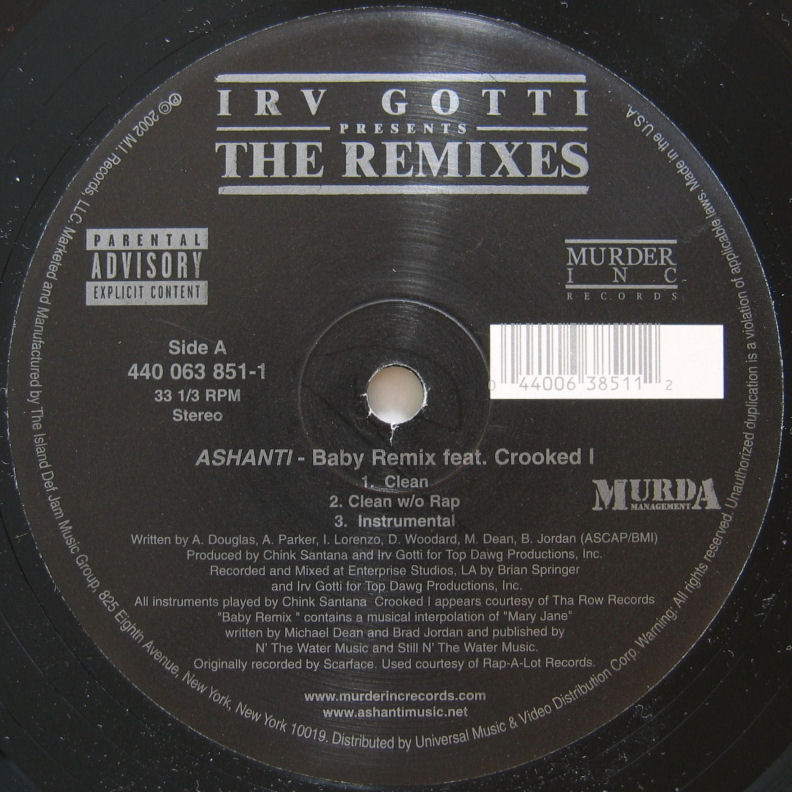 IRV GOTTI
PRESENTS
THE REMIXES
PARENTAL
ADVISORY
EXPLICIT CONTENT
MURDER
INC
RECORDS
Side A
440 063 851-1
33 1/3 RPM
Stereo
0 44006 38511 2
ASHANTI - Baby Remix feat. Crooked I
1. Clean
2. Clean w/o Rap
3. Instrumental
MURDA
MANAGEMENT
Written by A. Douglas, A. Parker, I. Lorenzo, D. Woodard, M. Dean, B. Jordan (ASCAP/BMI)
Produced by Chink Santana and Irv Gotti for Top Dawg Productions, Inc.
Recorded and Mixed at Enterprise Studios, LA by Brian Springer
and Irv Gotti for Top Dawg Productions, Inc.
All instruments played by Chink Santana Crooked I appears courtesy of Tha Row Records
"Baby Remix " contains a musical interpolation of "Mary Jane"
written by Michael Dean and Brad Jordan and published by
N' The Water Music and Still N' The Water Music.
Originally recorded by Scarface. Used courtesy of Rap-A-Lot Records.
www.murderincrecords.com
www.ashantimusic.net
℗© 2002 M.I. Records, LLC. Marketed and Manufactured by The Island Def Jam Music Group, 825 Eighth Avenue, New York, New York 10019. Distributed by Universal Music & Video Distribution Corp. Warning: All rights reserved. Unauthorized duplication is a violation of applicable laws. Made in the U.S.A.